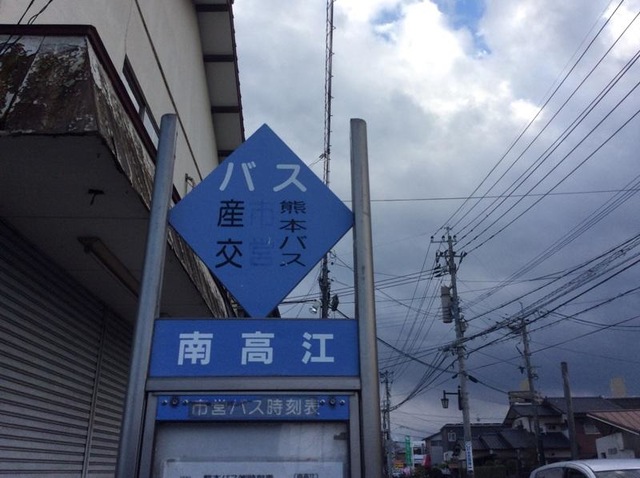 バス
産交
市営
熊本バス
南高江
市営バス時刻表